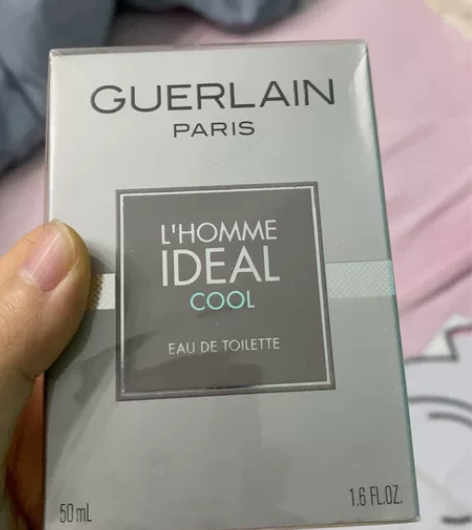 GUERLAIN
PARIS
L'HOMME
IDEAL
COOL
EAU DE TOILETTE
50 mL
1.6 FL.OZ.